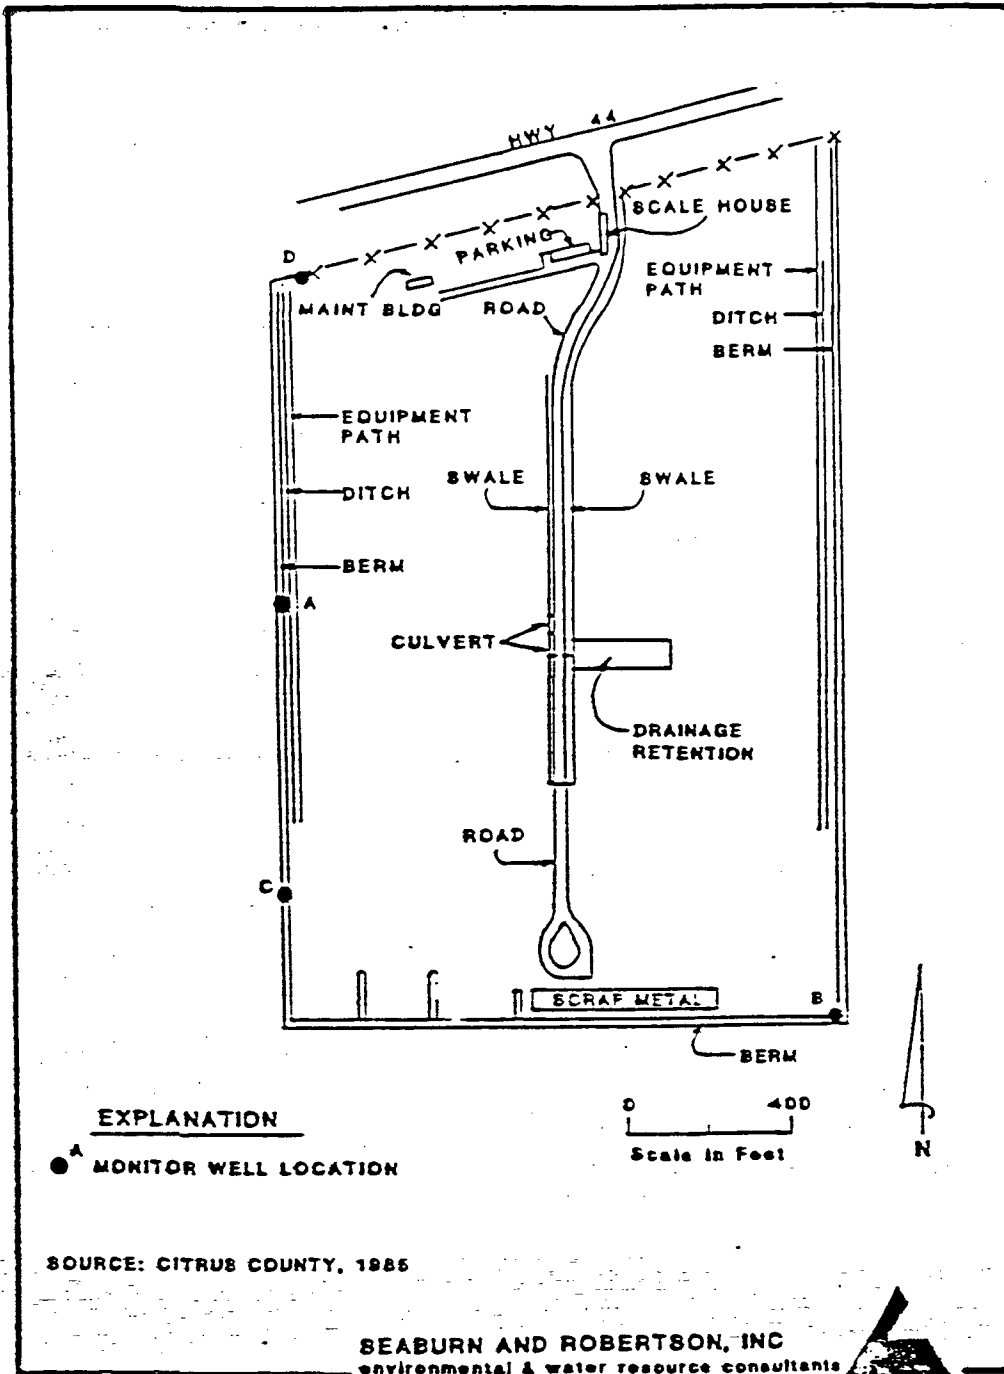 HWY 44
SCALE HOUSE
PARKING
D
EQUIPMENT
PATH
MAINT BLDG
ROAD
DITCH
BERM
EQUIPMENT
PATH
SWALE
SWALE
DITCH
BERM
A
CULVERT
DRAINAGE
RETENTION
ROAD
C
SCRAP METAL
B
BERM
EXPLANATION
0 400
A
MONITOR WELL LOCATION
Scale in Feet
N
SOURCE: CITRUS COUNTY, 1985
SEABURN AND ROBERTSON, INC
environmental & water resource consultants